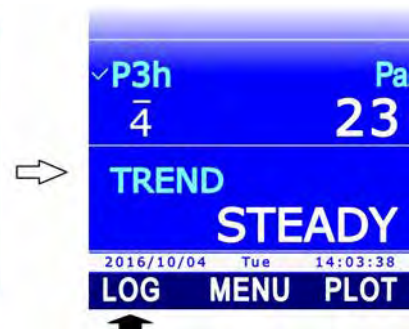 ✓P3h Pa
4̅ 23
TREND
STEADY
2016/10/04 Tue 14:03:38
LOG MENU PLOT